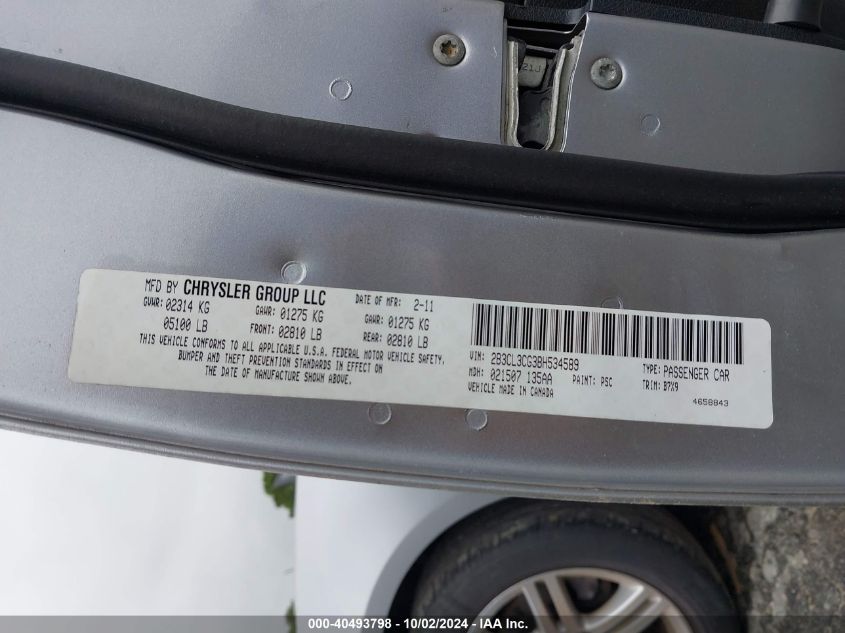 21J
MFD BY CHRYSLER GROUP LLC DATE OF MFR: 2-11
GVWR: 02314 KG GAWR: 01275 KG GAWR: 01275 KG
05100 LB FRONT: 02810 LB REAR: 02810 LB
THIS VEHICLE CONFORMS TO ALL APPLICABLE U.S.A. FEDERAL MOTOR VEHICLE SAFETY,
BUMPER AND THEFT PREVENTION STANDARDS IN EFFECT ON
THE DATE OF MANUFACTURE SHOWN ABOVE.
VIN: 2B3CL3CG3BH534589 TYPE: PASSENGER CAR
MDH: 021507 135AA PAINT: PSC TRIM: B7X9
VEHICLE MADE IN CANADA 4658843
000-40493798 - 10/02/2024 - IAA Inc.